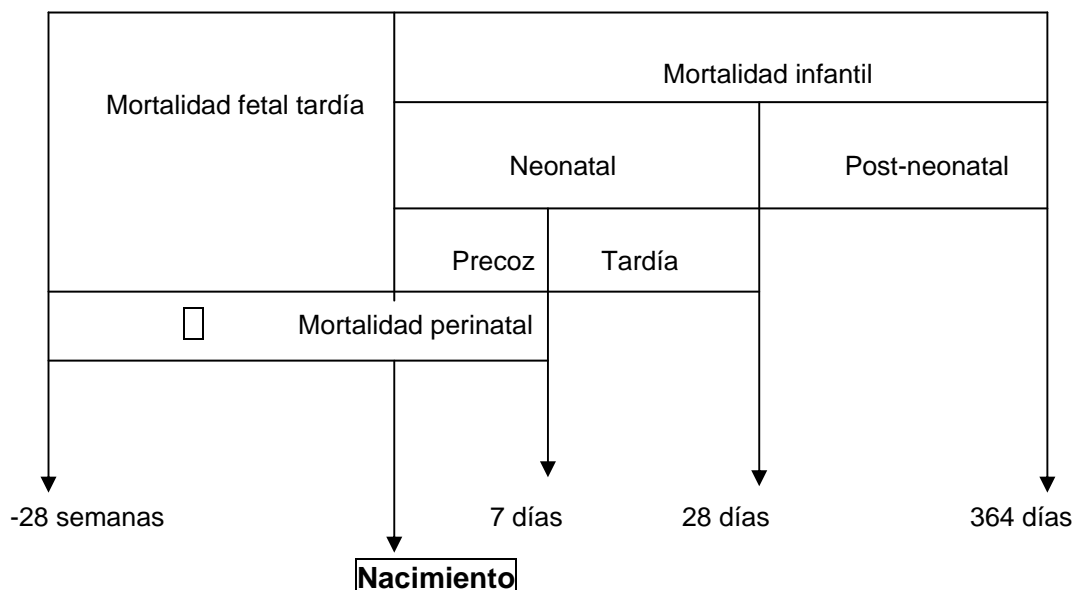 Mortalidad infantil
Mortalidad fetal tardía
Neonatal
Post-neonatal
Precoz
Tardía
Mortalidad perinatal
-28 semanas
7 días
28 días
364 días
Nacimiento